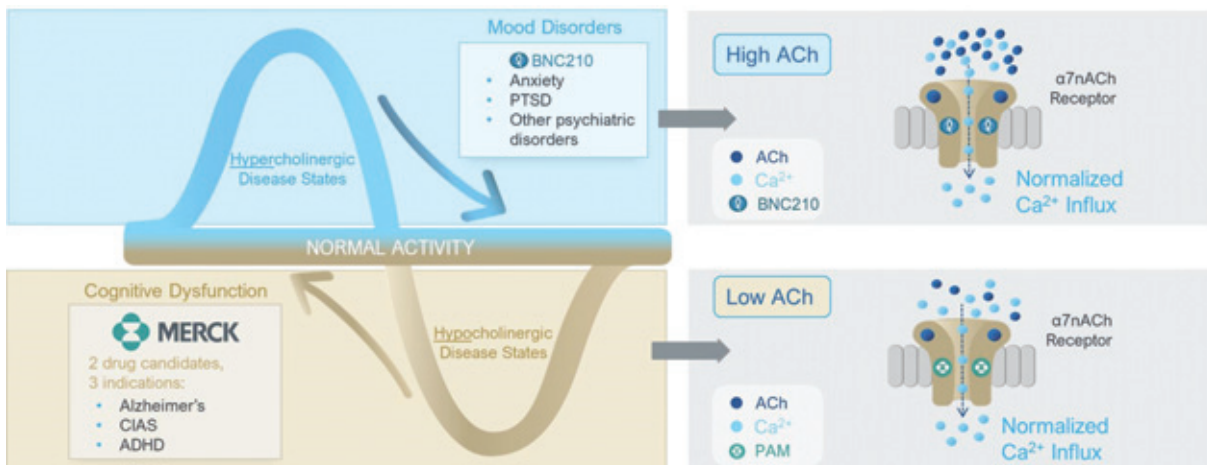 Mood Disorders
BNC210
• Anxiety
• PTSD
• Other psychiatric
disorders
Hypercholinergic
Disease States
NORMAL ACTIVITY
Cognitive Dysfunction
MERCK
2 drug candidates,
3 indications:
• Alzheimer's
• CIAS
• ADHD
Hypocholinergic
Disease States
High ACh
α7nACh
Receptor
ACh
Ca²⁺
BNC210
Normalized
Ca²⁺ Influx
Low ACh
α7nACh
Receptor
ACh
Ca²⁺
PAM
Normalized
Ca²⁺ Influx